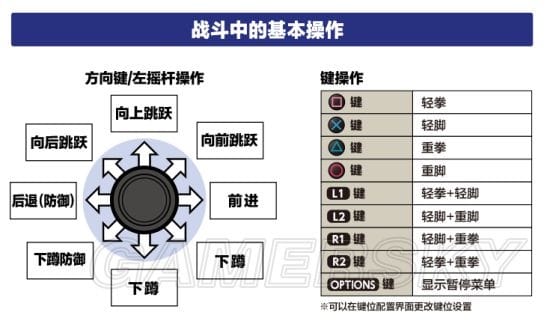 战斗中的基本操作
方向键/左摇杆操作
向上跳跃
向后跳跃
向前跳跃
后退(防御)
前进
下蹲防御
下蹲
下蹲
键操作
键 轻拳
键 轻脚
键 重拳
键 重脚
L1 键 轻拳+轻脚
L2 键 轻脚+重脚
R1 键 轻脚+重拳
R2 键 轻拳+重拳
OPTIONS 键 显示暂停菜单
※可以在键位配置界面更改键位设置
GAMERSKY